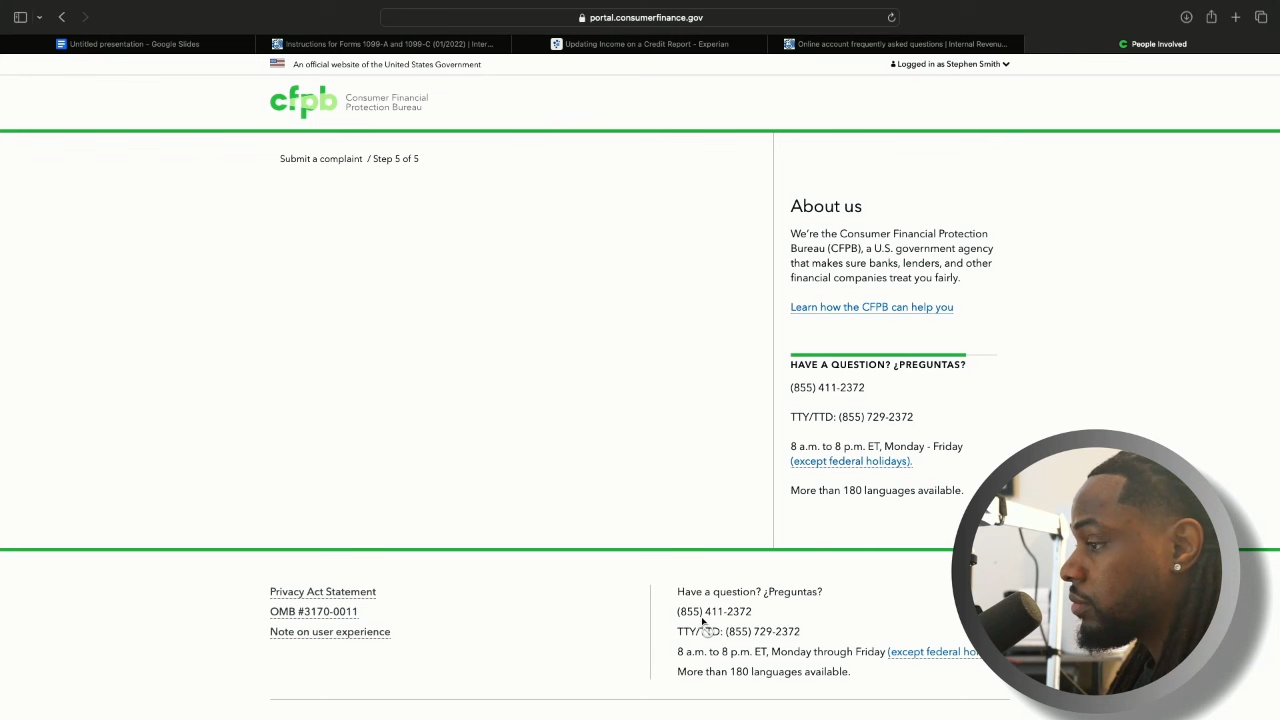 portal.consumerfinance.gov
Untitled presentation - Google Slides
Instructions for Forms 1099-A and 1099-C (01/2022) | Inter...
Updating Income on a Credit Report - Experian
Online account frequently asked questions | Internal Revenu...
People Involved
An official website of the United States Government
Logged in as Stephen Smith
cfpb
Consumer Financial
Protection Bureau
Submit a complaint / Step 5 of 5
About us
We're the Consumer Financial Protection
Bureau (CFPB), a U.S. government agency
that makes sure banks, lenders, and other
financial companies treat you fairly.
Learn how the CFPB can help you
HAVE A QUESTION? ¿PREGUNTAS?
(855) 411-2372
TTY/TTD: (855) 729-2372
8 a.m. to 8 p.m. ET, Monday - Friday
(except federal holidays).
More than 180 languages available.
Privacy Act Statement
OMB #3170-0011
Note on user experience
Have a question? ¿Preguntas?
(855) 411-2372
TTY/TTD: (855) 729-2372
8 a.m. to 8 p.m. ET, Monday through Friday (except federal
More than 180 languages available.